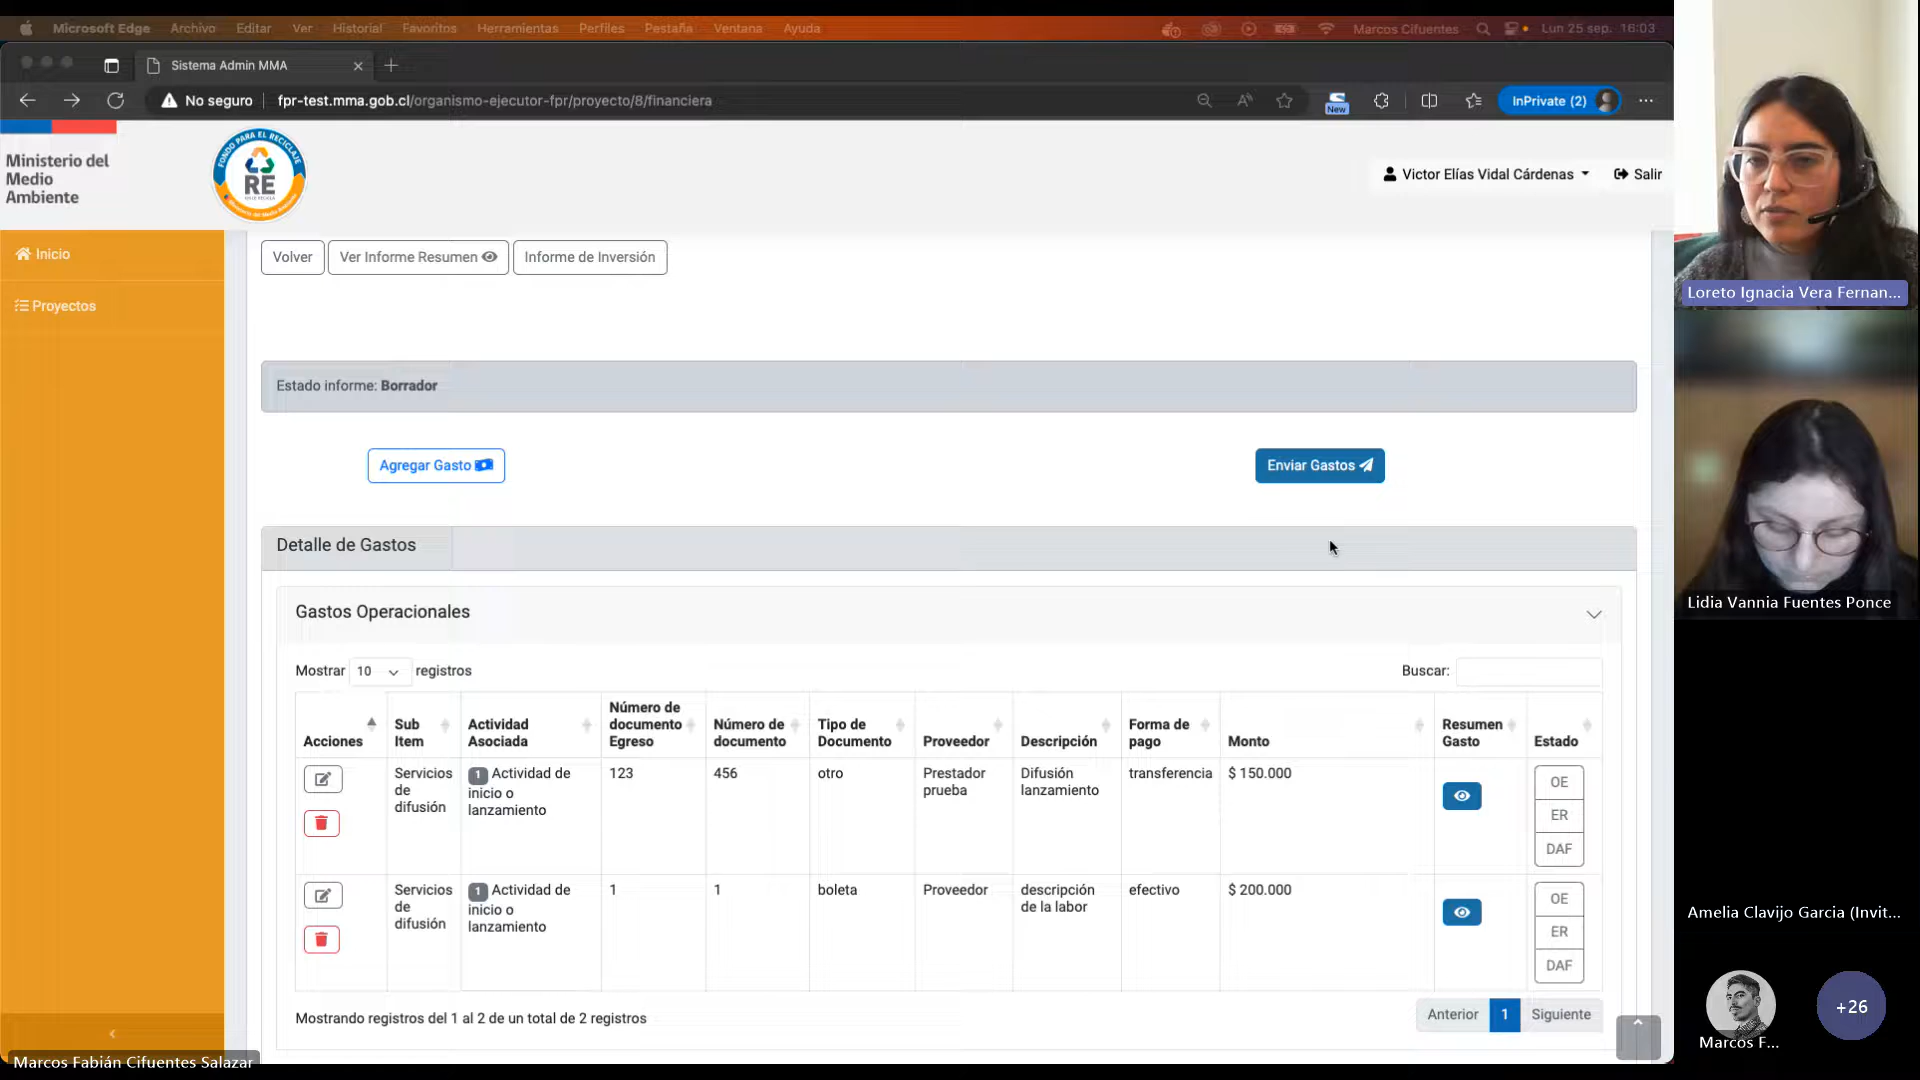 Microsoft Edge Archivo Editar Ver Historial Favoritos Herramientas Perfiles Pestaña Ventana Ayuda Marcos Cifuentes Lun 25 sep. 16:03
Sistema Admin MMA
No seguro fpr-test.mma.gob.cl/organismo-ejecutor-fpr/proyecto/8/financiera New InPrivate (2)
Ministerio del
Medio
Ambiente
FONDO PARA EL RECICLAJE
RE
Victor Elías Vidal Cárdenas Salir
Inicio
Proyectos
Volver Ver Informe Resumen Informe de Inversión
Estado informe: Borrador
Agregar Gasto Enviar Gastos
Detalle de Gastos
Gastos Operacionales
Mostrar 10 registros Buscar:
Acciones Sub Item Actividad Asociada Número de documento Egreso Número de documento Tipo de Documento Proveedor Descripción Forma de pago Monto Resumen Gasto Estado
Servicios de difusión 1 Actividad de inicio o lanzamiento 123 456 otro Prestador prueba Difusión lanzamiento transferencia $ 150.000 OE ER DAF
Servicios de difusión 1 Actividad de inicio o lanzamiento 1 1 boleta Proveedor descripción de la labor efectivo $ 200.000 OE ER DAF
Mostrando registros del 1 al 2 de un total de 2 registros Anterior 1 Siguiente
Marcos Fabián Cifuentes Salazar
Loreto Ignacia Vera Fernan...
Lidia Vannia Fuentes Ponce
Amelia Clavijo Garcia (Invit...
Marcos F...
+26